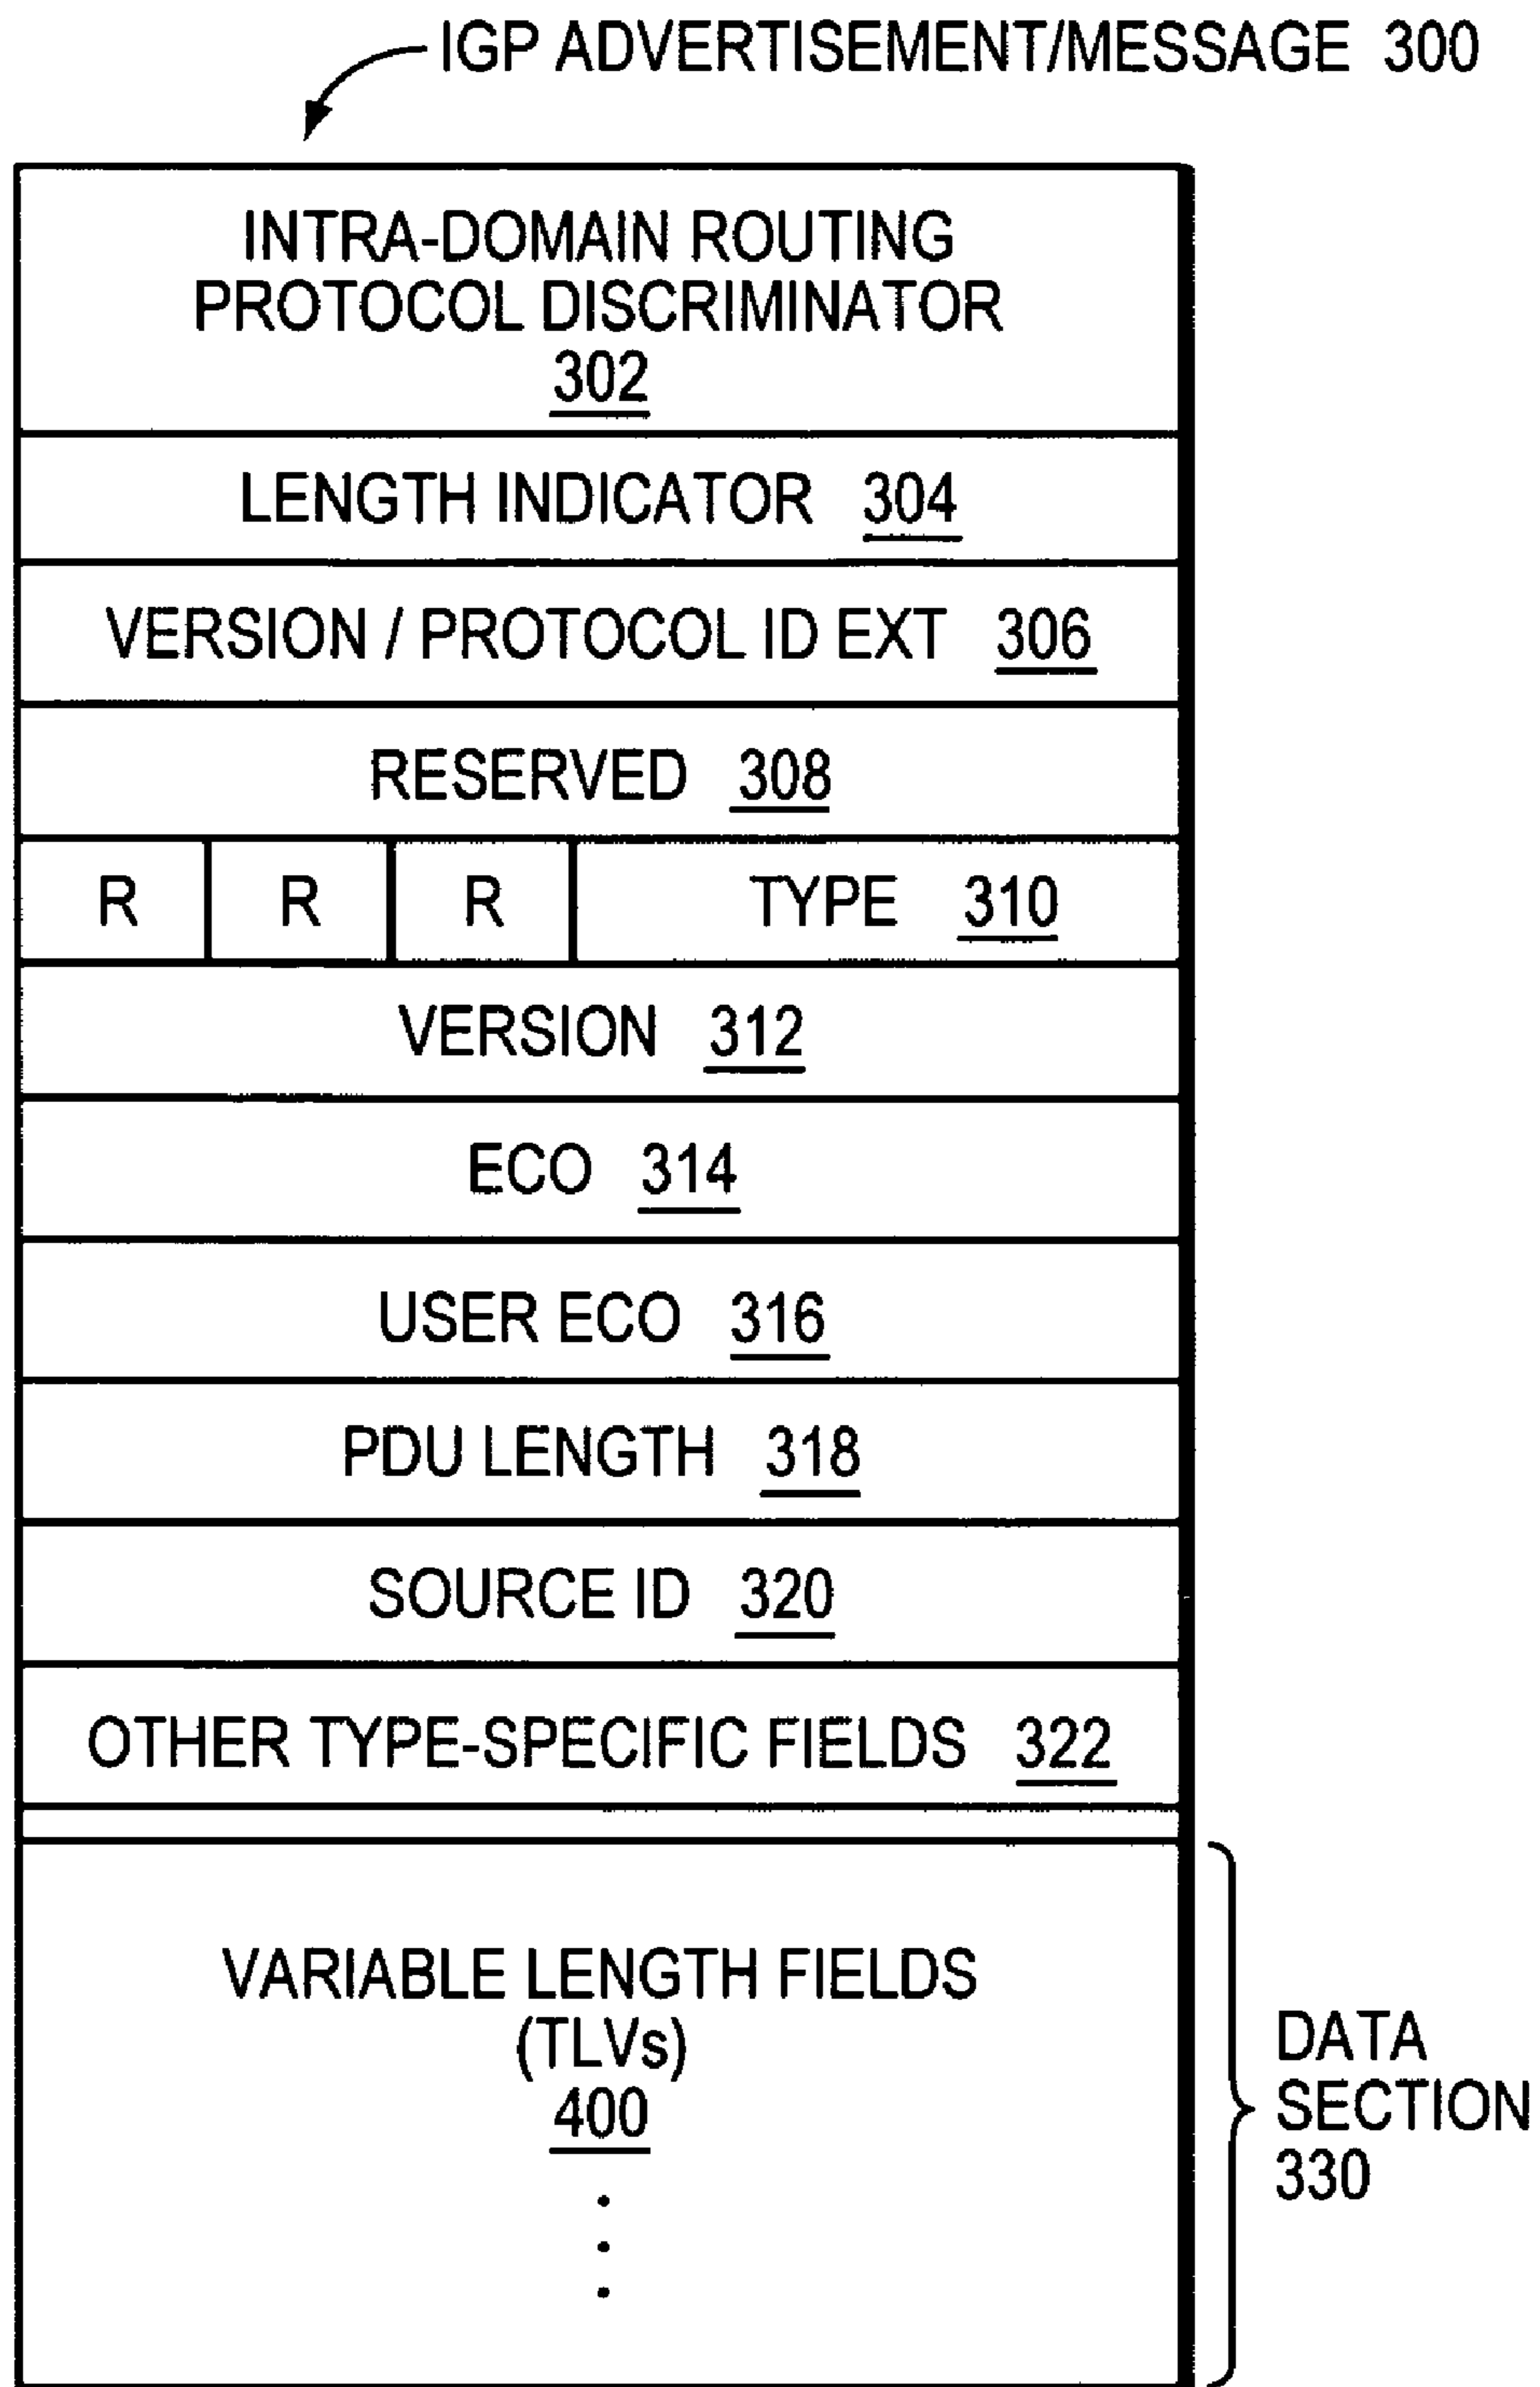 IGP ADVERTISEMENT/MESSAGE 300
INTRA-DOMAIN ROUTING
PROTOCOL DISCRIMINATOR
302
LENGTH INDICATOR 304
VERSION / PROTOCOL ID EXT 306
RESERVED 308
R R R TYPE 310
VERSION 312
ECO 314
USER ECO 316
PDU LENGTH 318
SOURCE ID 320
OTHER TYPE-SPECIFIC FIELDS 322
VARIABLE LENGTH FIELDS
(TLVs)
400
DATA
SECTION
330